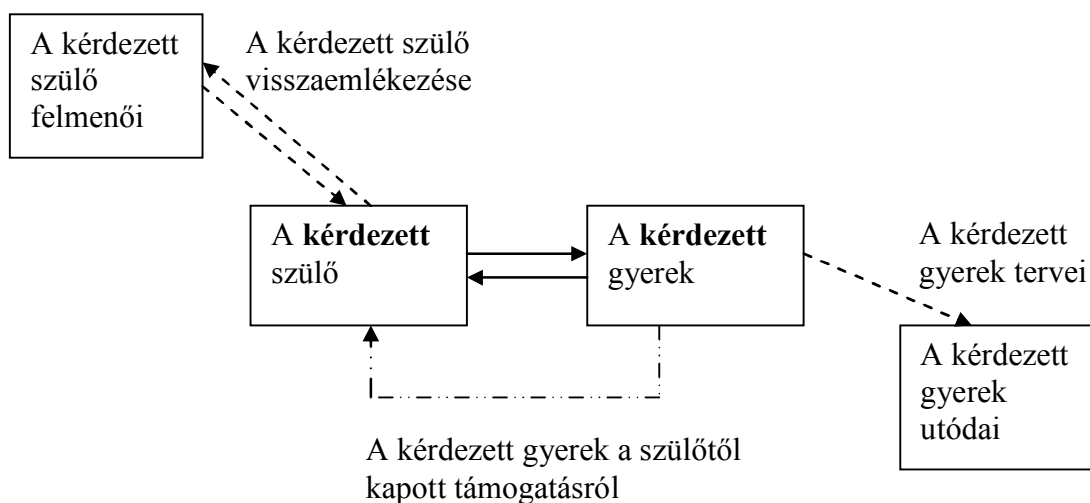 A kérdezett
szülő
felmenői
A kérdezett szülő
visszaemlékezése
A kérdezett
szülő
A kérdezett
gyerek
A kérdezett
gyerek tervei
A kérdezett
gyerek
utódai
A kérdezett gyerek a szülőtől
kapott támogatásról